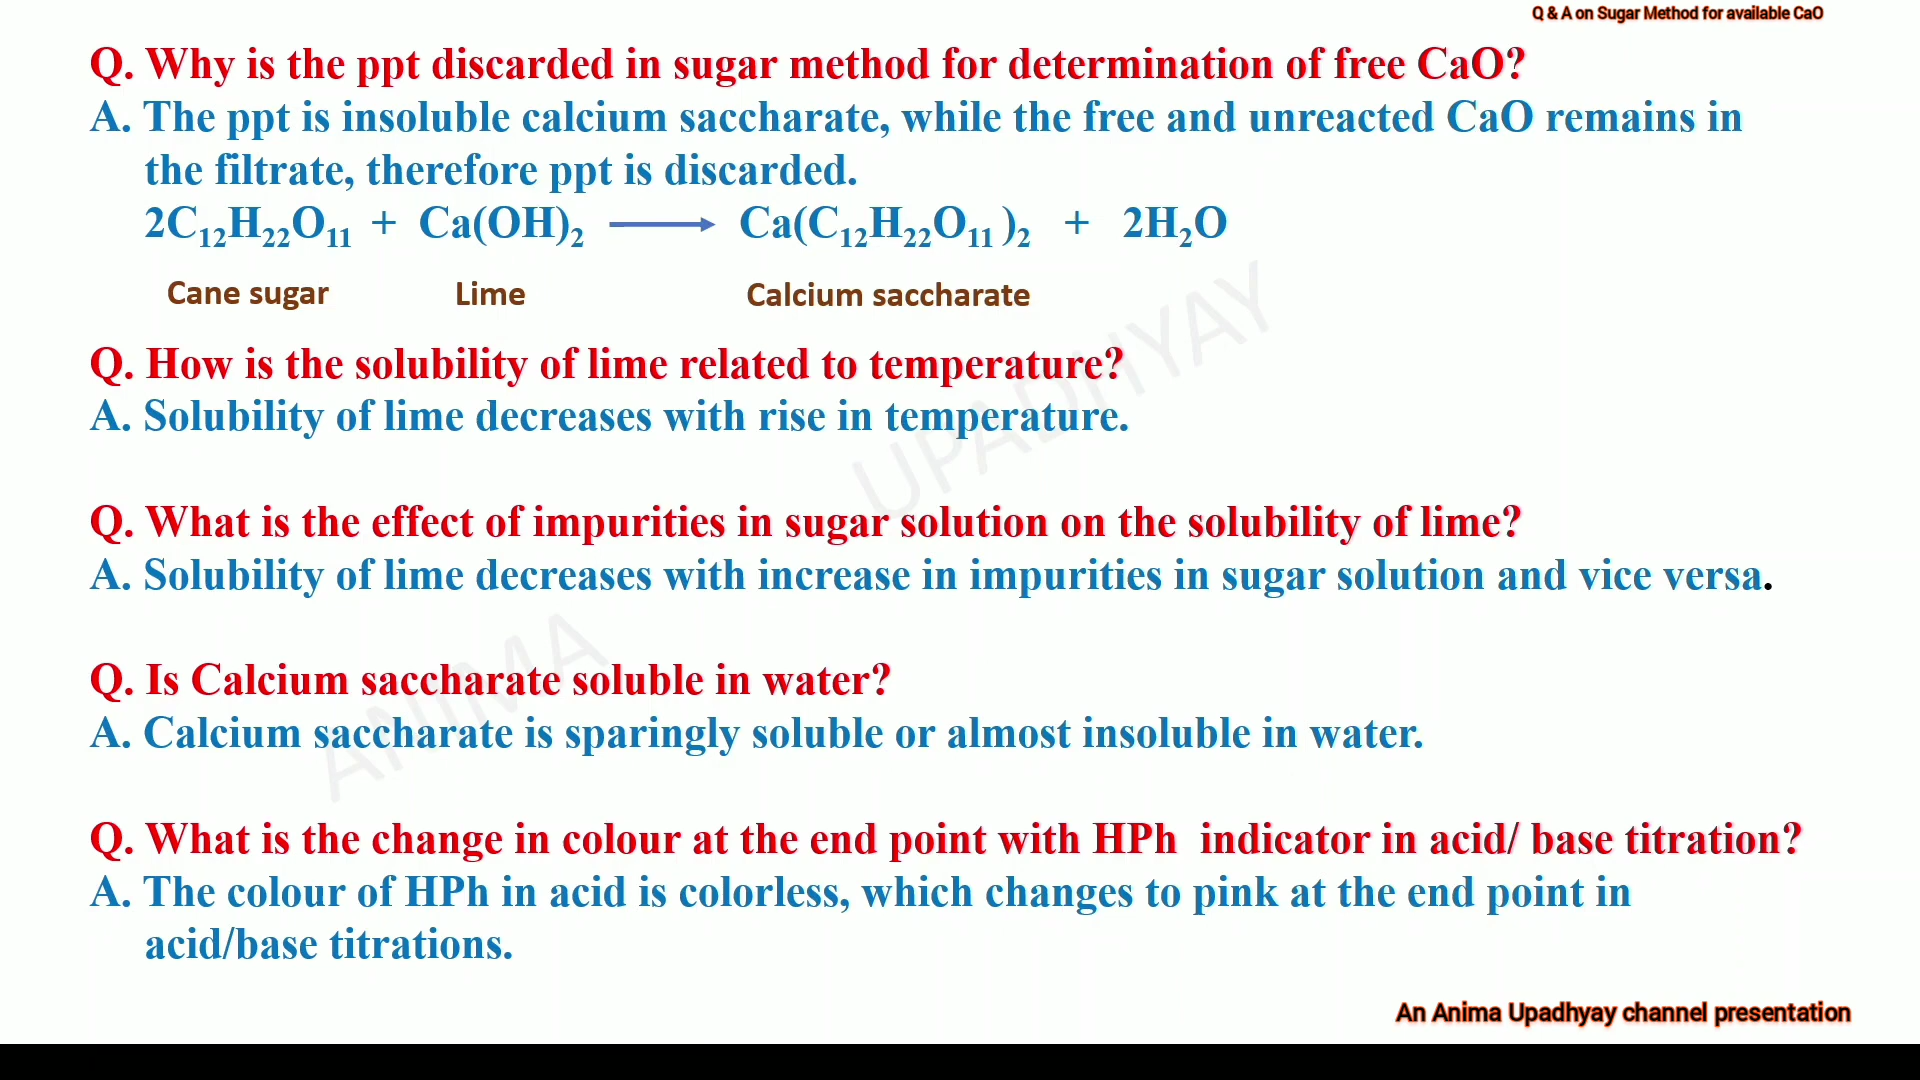 Q & A on Sugar Method for available CaO
Q. Why is the ppt discarded in sugar method for determination of free CaO?
A. The ppt is insoluble calcium saccharate, while the free and unreacted CaO remains in
the filtrate, therefore ppt is discarded.
2C₁₂H₂₂O₁₁ + Ca(OH)₂ ⟶ Ca(C₁₂H₂₂O₁₁ )₂ + 2H₂O
Cane sugar Lime Calcium saccharate
Q. How is the solubility of lime related to temperature?
A. Solubility of lime decreases with rise in temperature.
Q. What is the effect of impurities in sugar solution on the solubility of lime?
A. Solubility of lime decreases with increase in impurities in sugar solution and vice versa.
Q. Is Calcium saccharate soluble in water?
A. Calcium saccharate is sparingly soluble or almost insoluble in water.
Q. What is the change in colour at the end point with HPh indicator in acid/ base titration?
A. The colour of HPh in acid is colorless, which changes to pink at the end point in
acid/base titrations.
ANIMA UPADHYAY
An Anima Upadhyay channel presentation